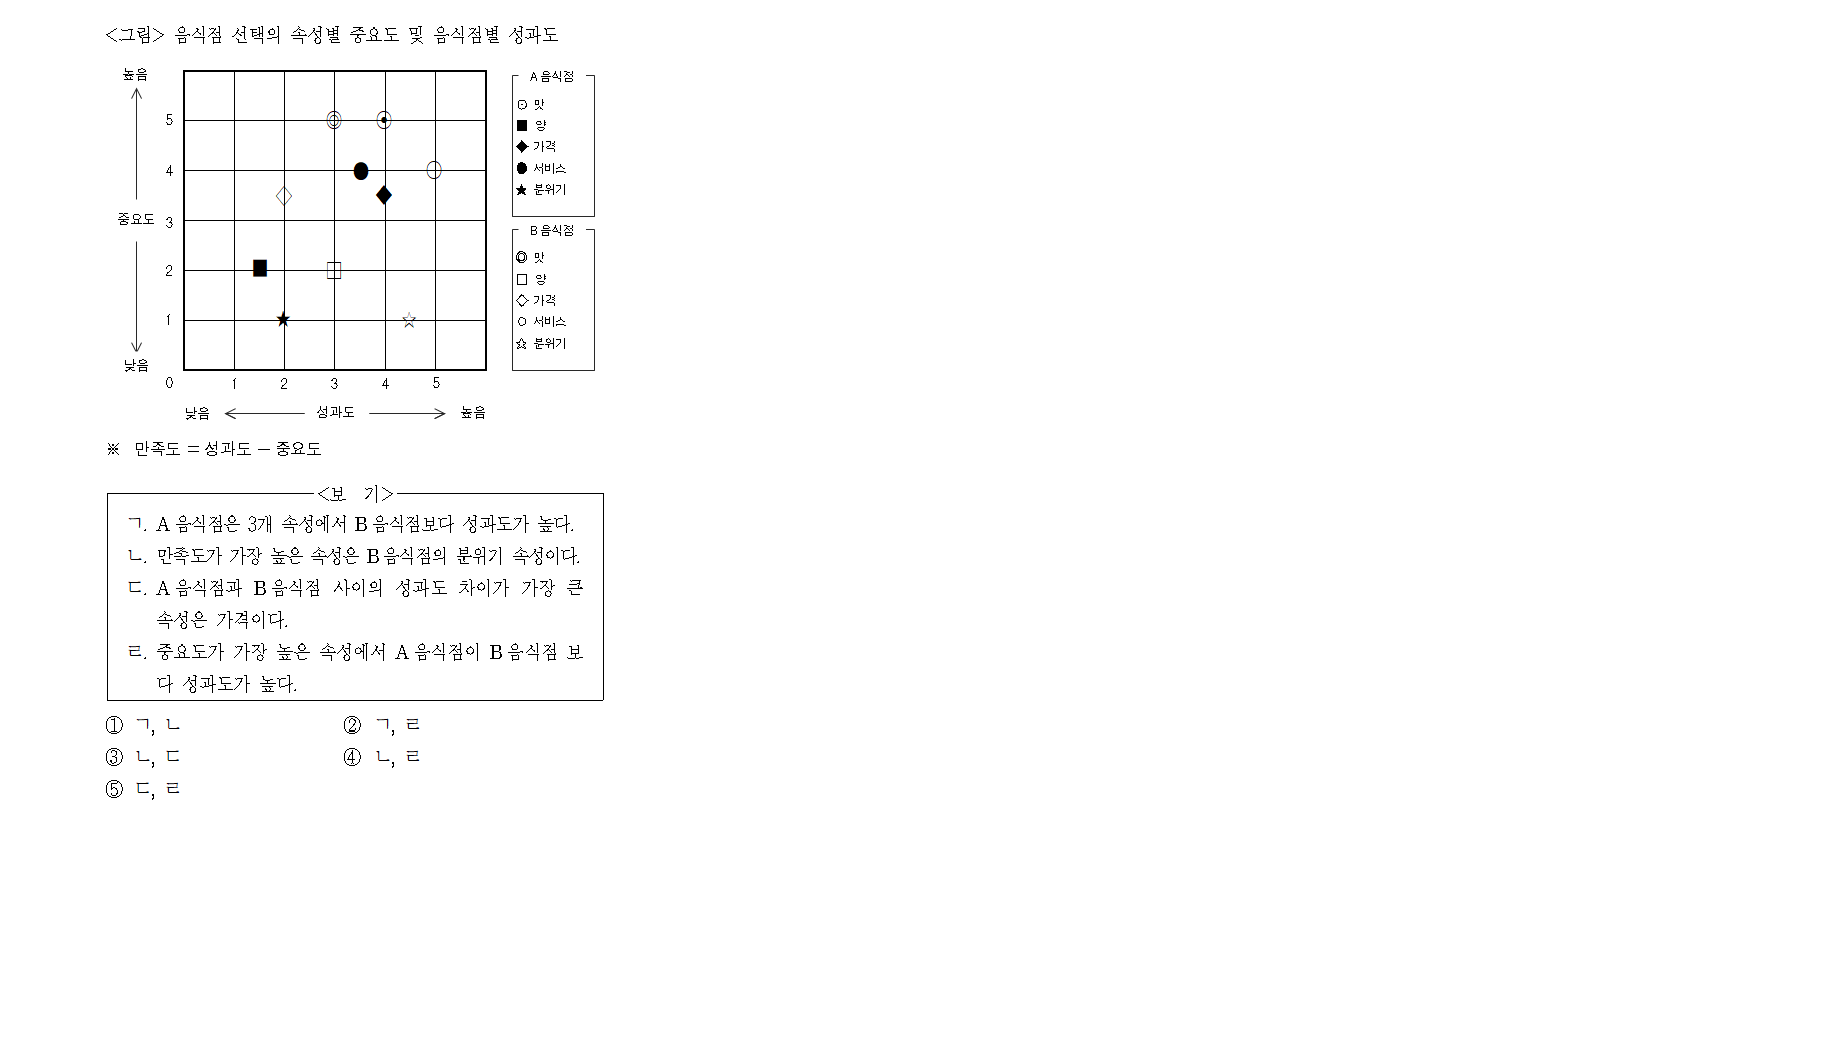 <그림> 음식점 선택의 속성별 중요도 및 음식점별 성과도
높음
중요도
낮음
5
4
3
2
1
0
1 2 3 4 5
낮음 성과도 높음
A 음식점
맛
양
가격
서비스
분위기
B 음식점
맛
양
가격
서비스
분위기
※ 만족도 = 성과도 − 중요도
<보 기>
ㄱ. A 음식점은 3개 속성에서 B 음식점보다 성과도가 높다.
ㄴ. 만족도가 가장 높은 속성은 B 음식점의 분위기 속성이다.
ㄷ. A 음식점과 B 음식점 사이의 성과도 차이가 가장 큰
속성은 가격이다.
ㄹ. 중요도가 가장 높은 속성에서 A 음식점이 B 음식점 보
다 성과도가 높다.
① ㄱ, ㄴ ② ㄱ, ㄹ
③ ㄴ, ㄷ ④ ㄴ, ㄹ
⑤ ㄷ, ㄹ